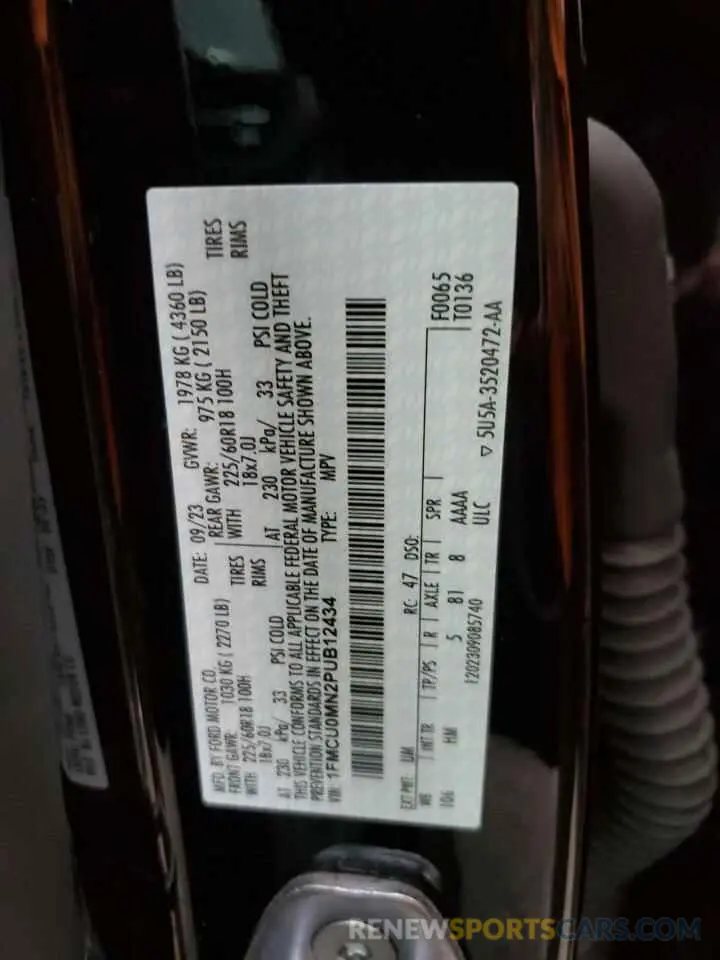 MFD. BY FORD MOTOR CO. DATE: 09/23 GVWR: 1978 KG ( 4360 LB)
FRONT GAWR: 1030 KG ( 2270 LB) REAR GAWR: 975 KG ( 2150 LB)
WITH 225/60R18 100H TIRES WITH 225/60R18 100H TIRES
18x7.0J RIMS 18x7.0J RIMS
AT 230 kPa/ 33 PSI COLD AT 230 kPa/ 33 PSI COLD
THIS VEHICLE CONFORMS TO ALL APPLICABLE FEDERAL MOTOR VEHICLE SAFETY AND THEFT
PREVENTION STANDARDS IN EFFECT ON THE DATE OF MANUFACTURE SHOWN ABOVE.
VIN: 1FMCU0MN2PUB12434 TYPE: MPV
EXT PNT: UM RC: 47 DSO: F0065
WB INT TR TP/PS R AXLE TR SPR T0136
106 HM 5 81 8 AAAA
1202309085740 ULC ▽ 5U5A-3520472-AA
RENEWSPORTSCARS.COM